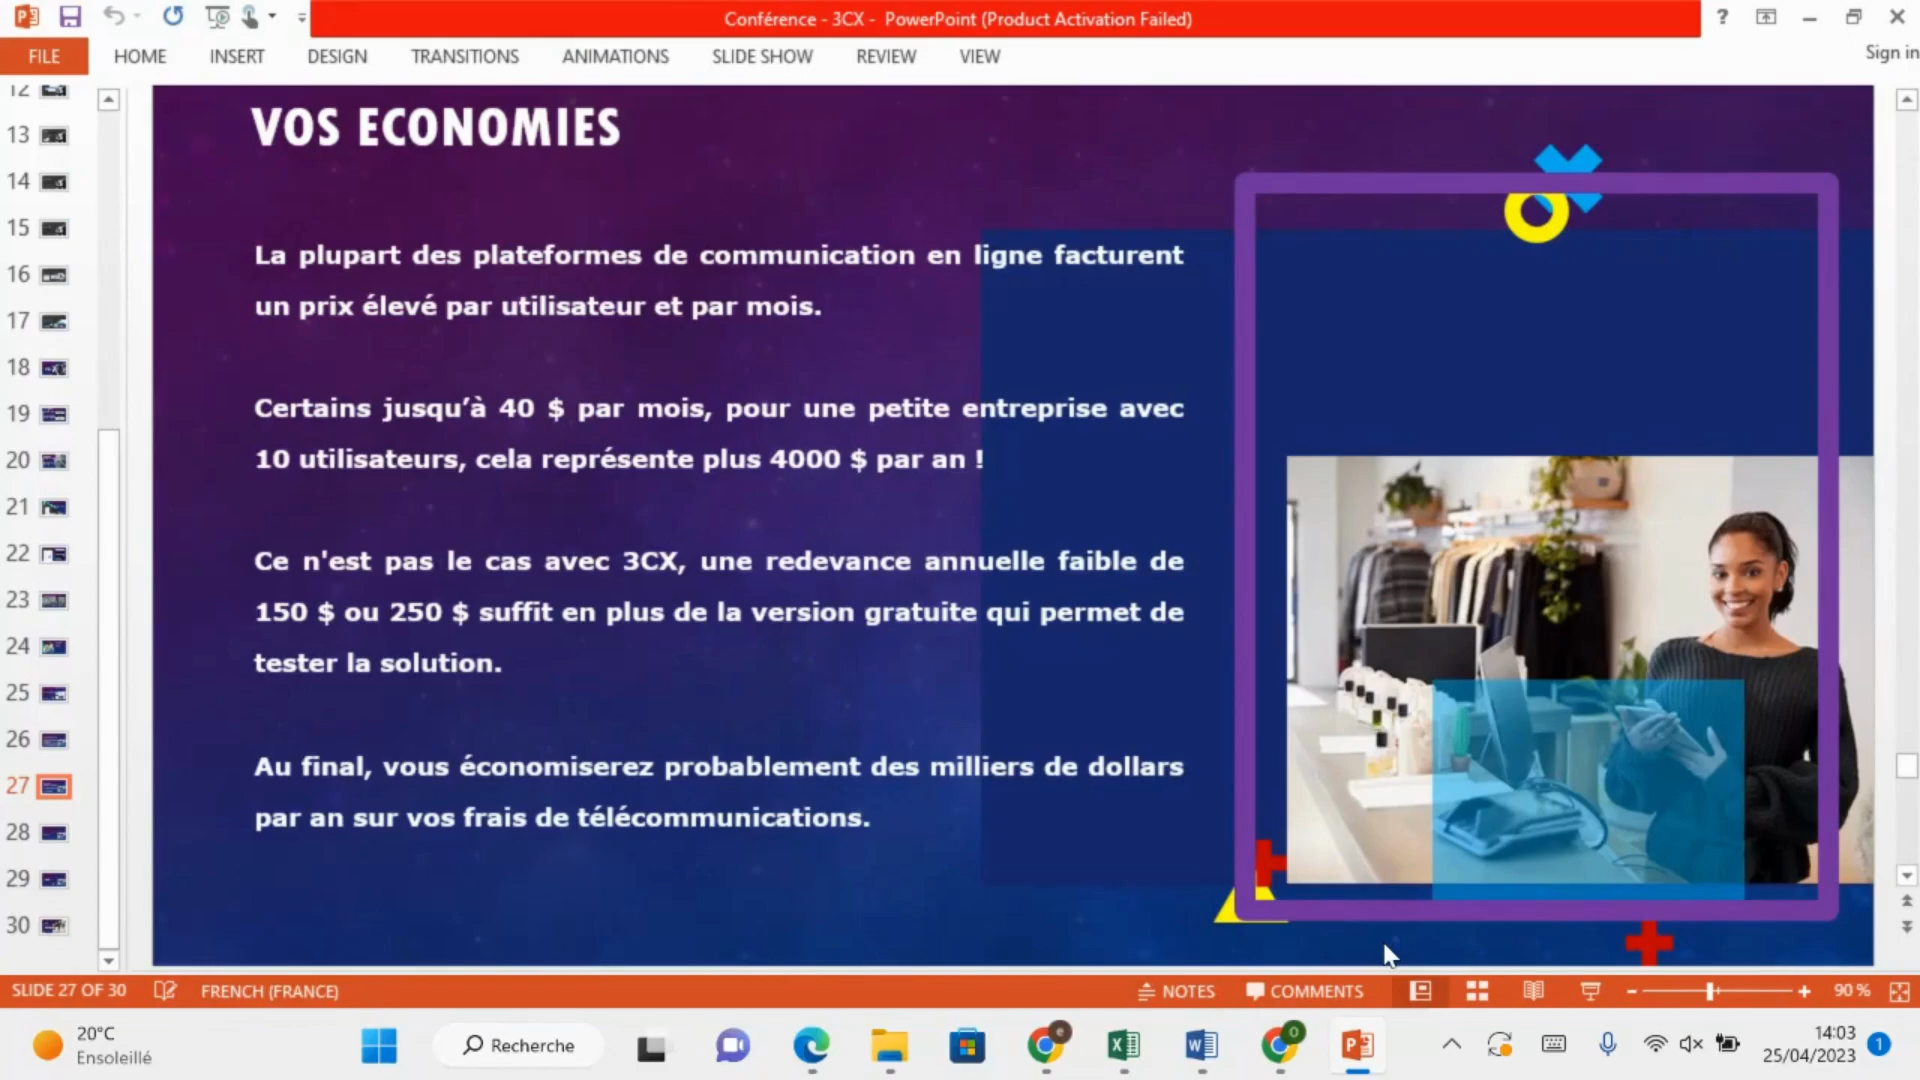 Conférence - 3CX - PowerPoint (Product Activation Failed)
FILE HOME INSERT DESIGN TRANSITIONS ANIMATIONS SLIDE SHOW REVIEW VIEW Sign in
12
13
14
15
16
17
18
19
20
21
22
23
24
25
26
27
28
29
30
VOS ECONOMIES
La plupart des plateformes de communication en ligne facturent
un prix élevé par utilisateur et par mois.
Certains jusqu’à 40 $ par mois, pour une petite entreprise avec
10 utilisateurs, cela représente plus 4000 $ par an !
Ce n'est pas le cas avec 3CX, une redevance annuelle faible de
150 $ ou 250 $ suffit en plus de la version gratuite qui permet de
tester la solution.
Au final, vous économiserez probablement des milliers de dollars
par an sur vos frais de télécommunications.
SLIDE 27 OF 30 FRENCH (FRANCE) NOTES COMMENTS 90 %
20°C
Ensoleillé
Recherche
14:03
25/04/2023
1